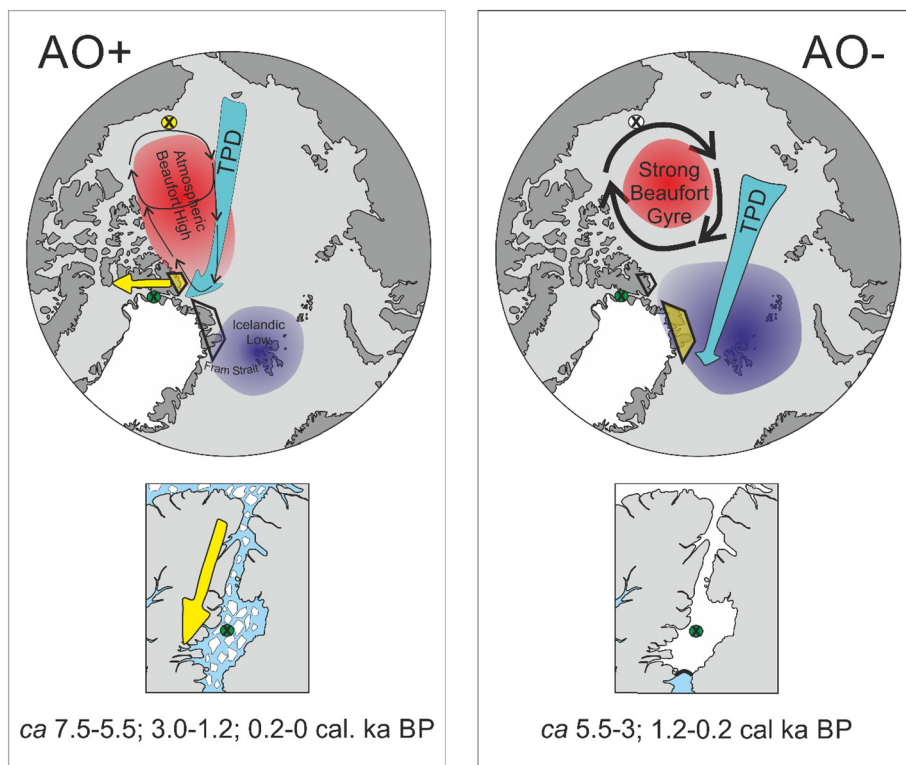 AO+
X
TPD
Atmospheric
Beaufort High
X
Icelandic
Low
Fram Strait
X
ca 7.5-5.5; 3.0-1.2; 0.2-0 cal. ka BP
AO-
X
Strong
Beaufort
Gyre
TPD
X
X
ca 5.5-3; 1.2-0.2 cal ka BP